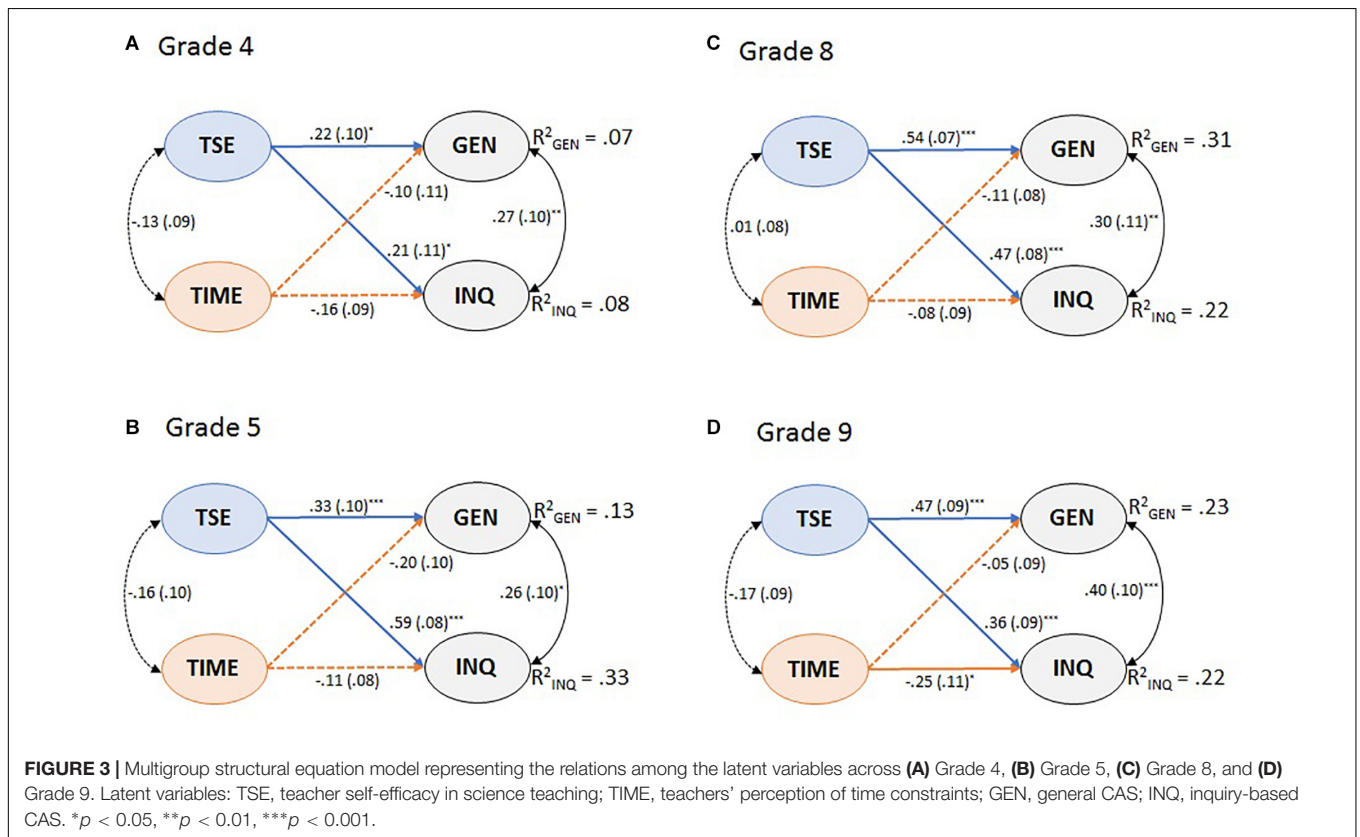 A Grade 4
TSE
.22 (.10)*
GEN
R²GEN = .07
-.10 (.11)
-.13 (.09)
.27 (.10)**
.21 (.11)*
TIME
-.16 (.09)
INQ
R²INQ = .08
C Grade 8
TSE
.54 (.07)***
GEN
R²GEN = .31
-.11 (.08)
.01 (.08)
.30 (.11)**
.47 (.08)***
TIME
-.08 (.09)
INQ
R²INQ = .22
B Grade 5
TSE
.33 (.10)***
GEN
R²GEN = .13
-.20 (.10)
-.16 (.10)
.26 (.10)*
.59 (.08)***
TIME
-.11 (.08)
INQ
R²INQ = .33
D Grade 9
TSE
.47 (.09)***
GEN
R²GEN = .23
-.05 (.09)
-.17 (.09)
.40 (.10)***
.36 (.09)***
TIME
-.25 (.11)*
INQ
R²INQ = .22
FIGURE 3 | Multigroup structural equation model representing the relations among the latent variables across (A) Grade 4, (B) Grade 5, (C) Grade 8, and (D)
Grade 9. Latent variables: TSE, teacher self-efficacy in science teaching; TIME, teachers' perception of time constraints; GEN, general CAS; INQ, inquiry-based
CAS. *p < 0.05, **p < 0.01, ***p < 0.001.